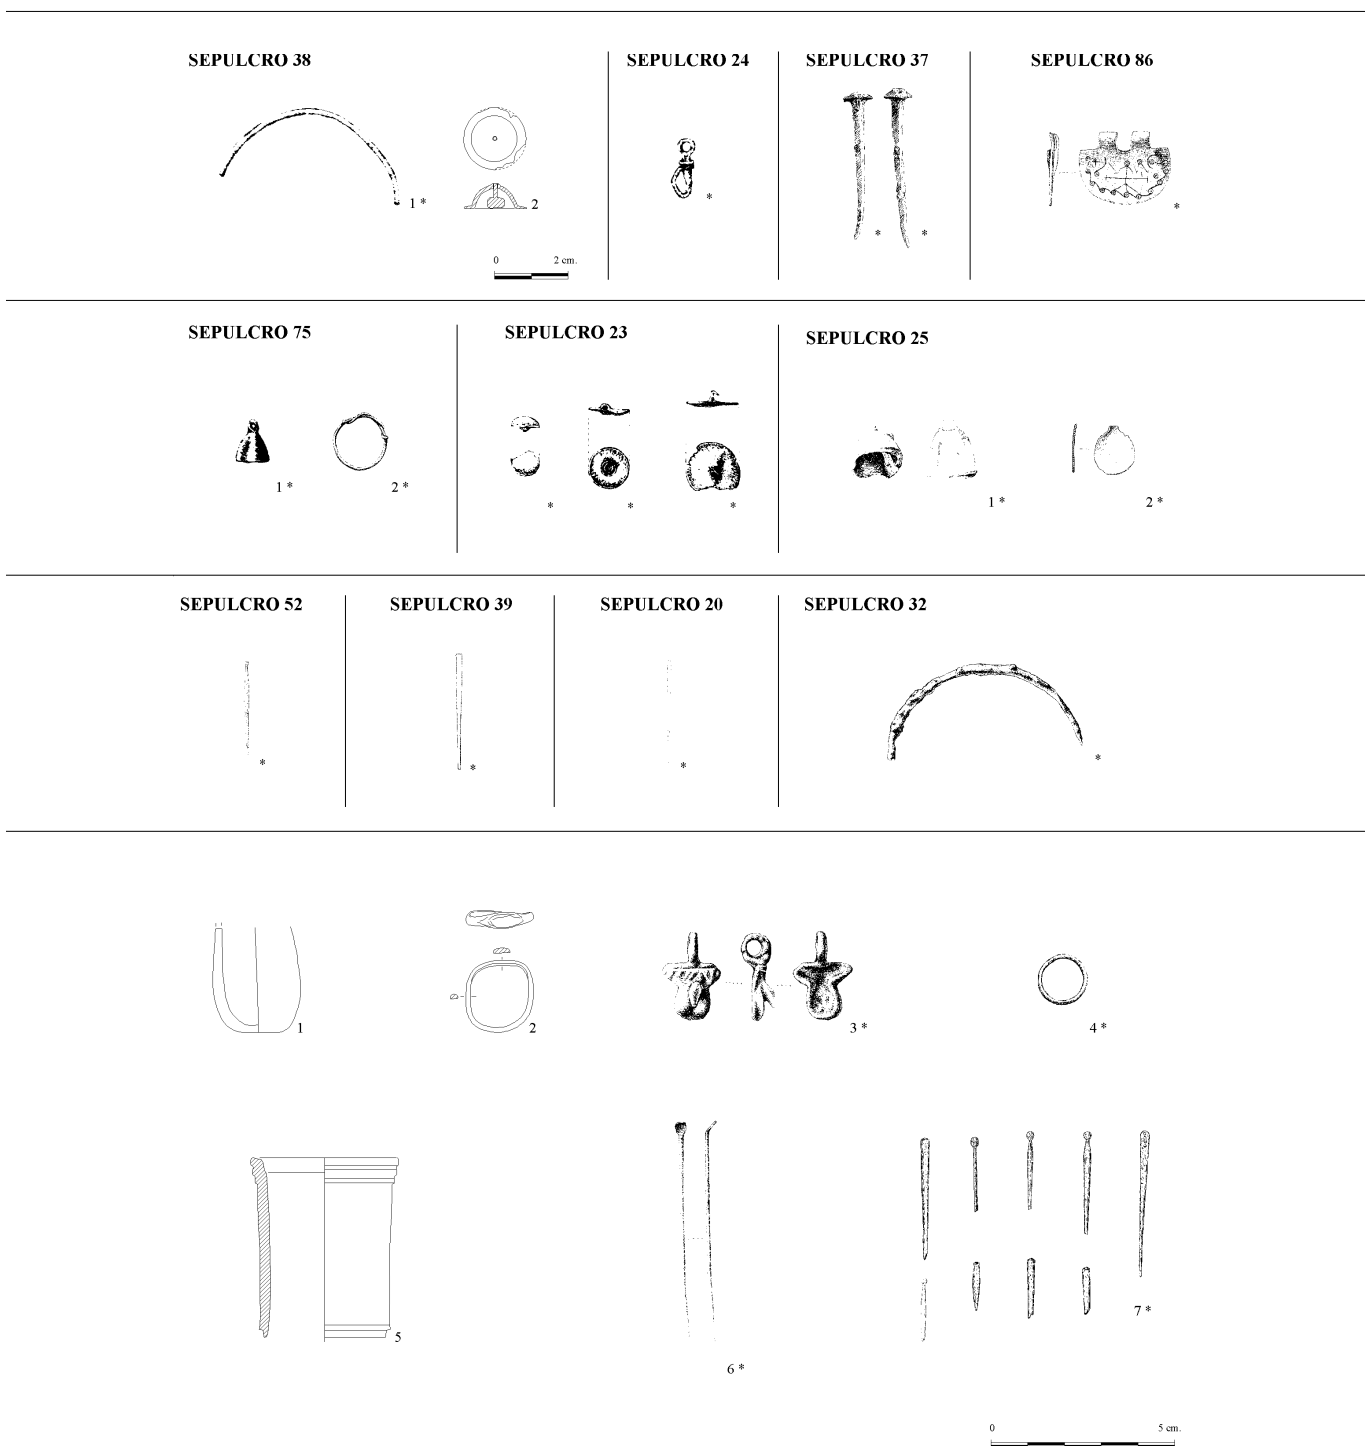 SEPULCRO 38
SEPULCRO 24
SEPULCRO 37
SEPULCRO 86
1 *
2
*
* *
*
0 2 cm.
SEPULCRO 75
SEPULCRO 23
SEPULCRO 25
1 *
2 *
* * *
1 *
2 *
SEPULCRO 52
SEPULCRO 39
SEPULCRO 20
SEPULCRO 32
*
*
*
*
1
2
3 *
4 *
5
6 *
7 *
0 5 cm.